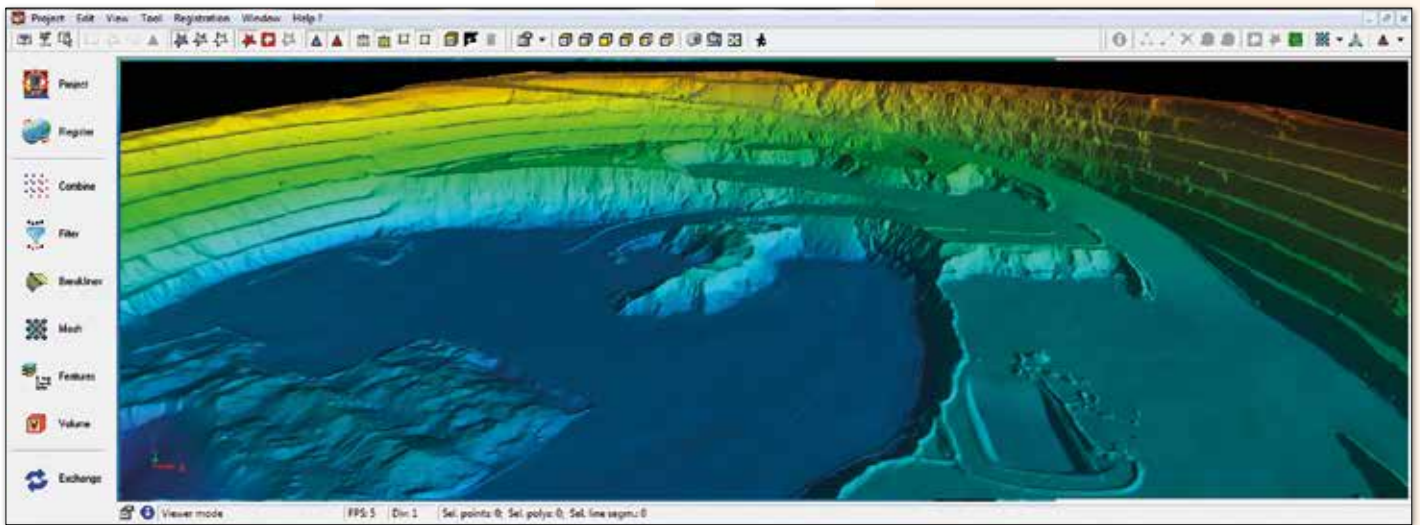 Project Edit View Tool Registration Window Help ?
Project
Register
Combine
Filter
Breaklines
Mesh
Features
Volume
Exchange
Viewer mode FPS: 5 Div: 1 Sel. points: 0; Sel. polys: 0; Sel. line segm.: 0